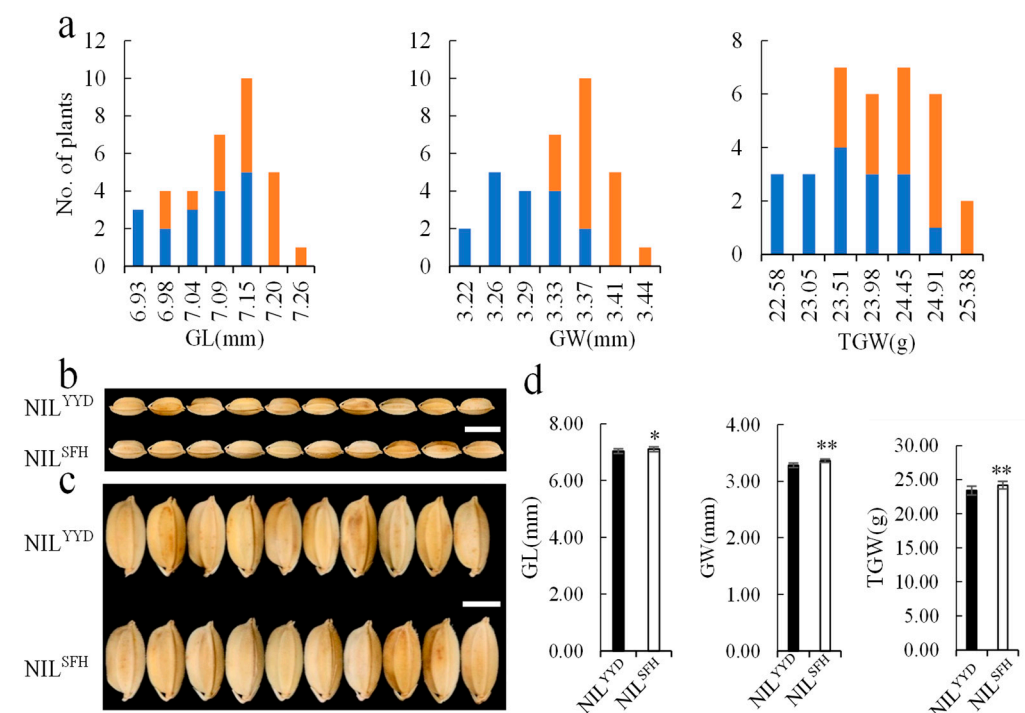 a
No. of plants
12
10
8
6
4
2
0
6.93 6.98 7.04 7.09 7.15 7.20 7.26
GL(mm)
12
10
8
6
4
2
0
3.22 3.26 3.29 3.33 3.37 3.41 3.44
GW(mm)
8
6
4
2
0
22.58 23.05 23.51 23.98 24.45 24.91 25.38
TGW(g)
b
NILYYD
NILSFH
c
NILYYD
NILSFH
d
GL(mm)
8.00
6.00
4.00
2.00
0.00
*
NILYYD NILSFH
GW(mm)
4.00
3.00
2.00
1.00
0.00
**
NILYYD NILSFH
TGW(g)
30.00
25.00
20.00
15.00
10.00
5.00
0.00
**
NILYYD NILSFH